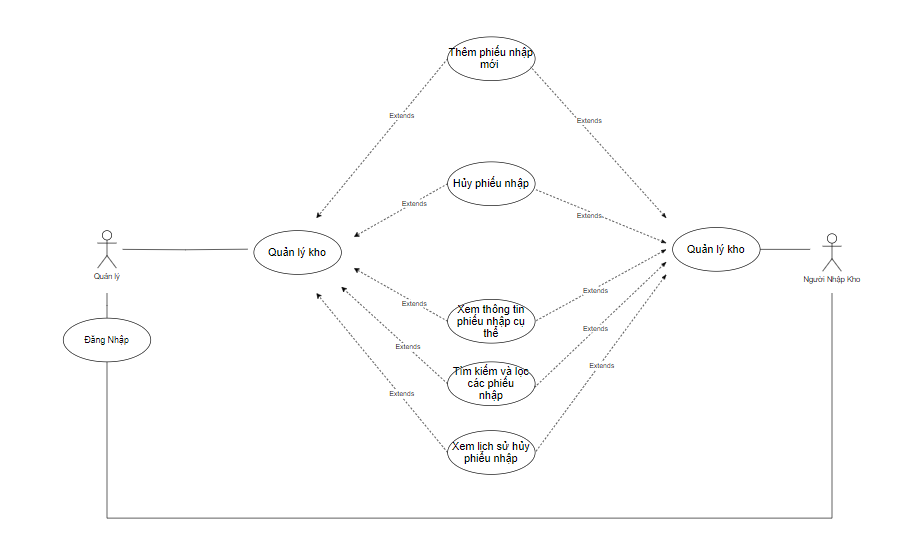 Thêm phiếu nhập
mới
Extends
Extends
Hủy phiếu nhập
Extends
Extends
Quản lý
Quản lý kho
Quản lý kho
Người Nhập Kho
Xem thông tin
phiếu nhập cụ
thể
Extends
Extends
Đăng Nhập
Tìm kiếm và lọc
các phiếu
nhập
Extends
Extends
Xem lịch sử hủy
phiếu nhập
Extends
Extends